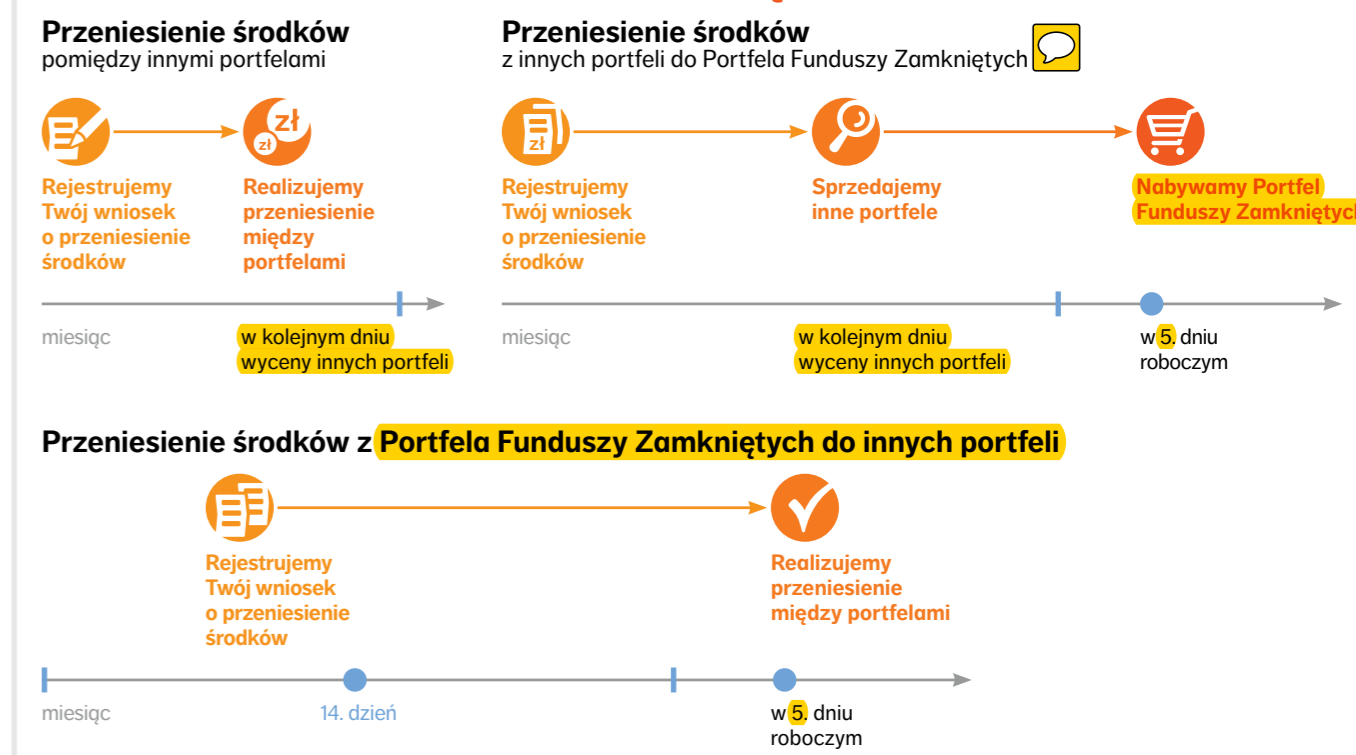 Przeniesienie środków
pomiędzy innymi portfelami
Rejestrujemy
Twój wniosek
o przeniesienie
środków
zł
zł
Realizujemy
przeniesienie
między
portfelami
miesiąc
w kolejnym dniu
wyceny innych portfeli
Przeniesienie środków
z innych portfeli do Portfela Funduszy Zamkniętych
zł
Rejestrujemy
Twój wniosek
o przeniesienie
środków
Sprzedajemy
inne portfele
Nabywamy Portfel
Funduszy Zamkniętych
miesiąc
w kolejnym dniu
wyceny innych portfeli
w 5. dniu
roboczym
Przeniesienie środków z Portfela Funduszy Zamkniętych do innych portfeli
Rejestrujemy
Twój wniosek
o przeniesienie
środków
Realizujemy
przeniesienie
między portfelami
miesiąc
14. dzień
w 5. dniu
roboczym